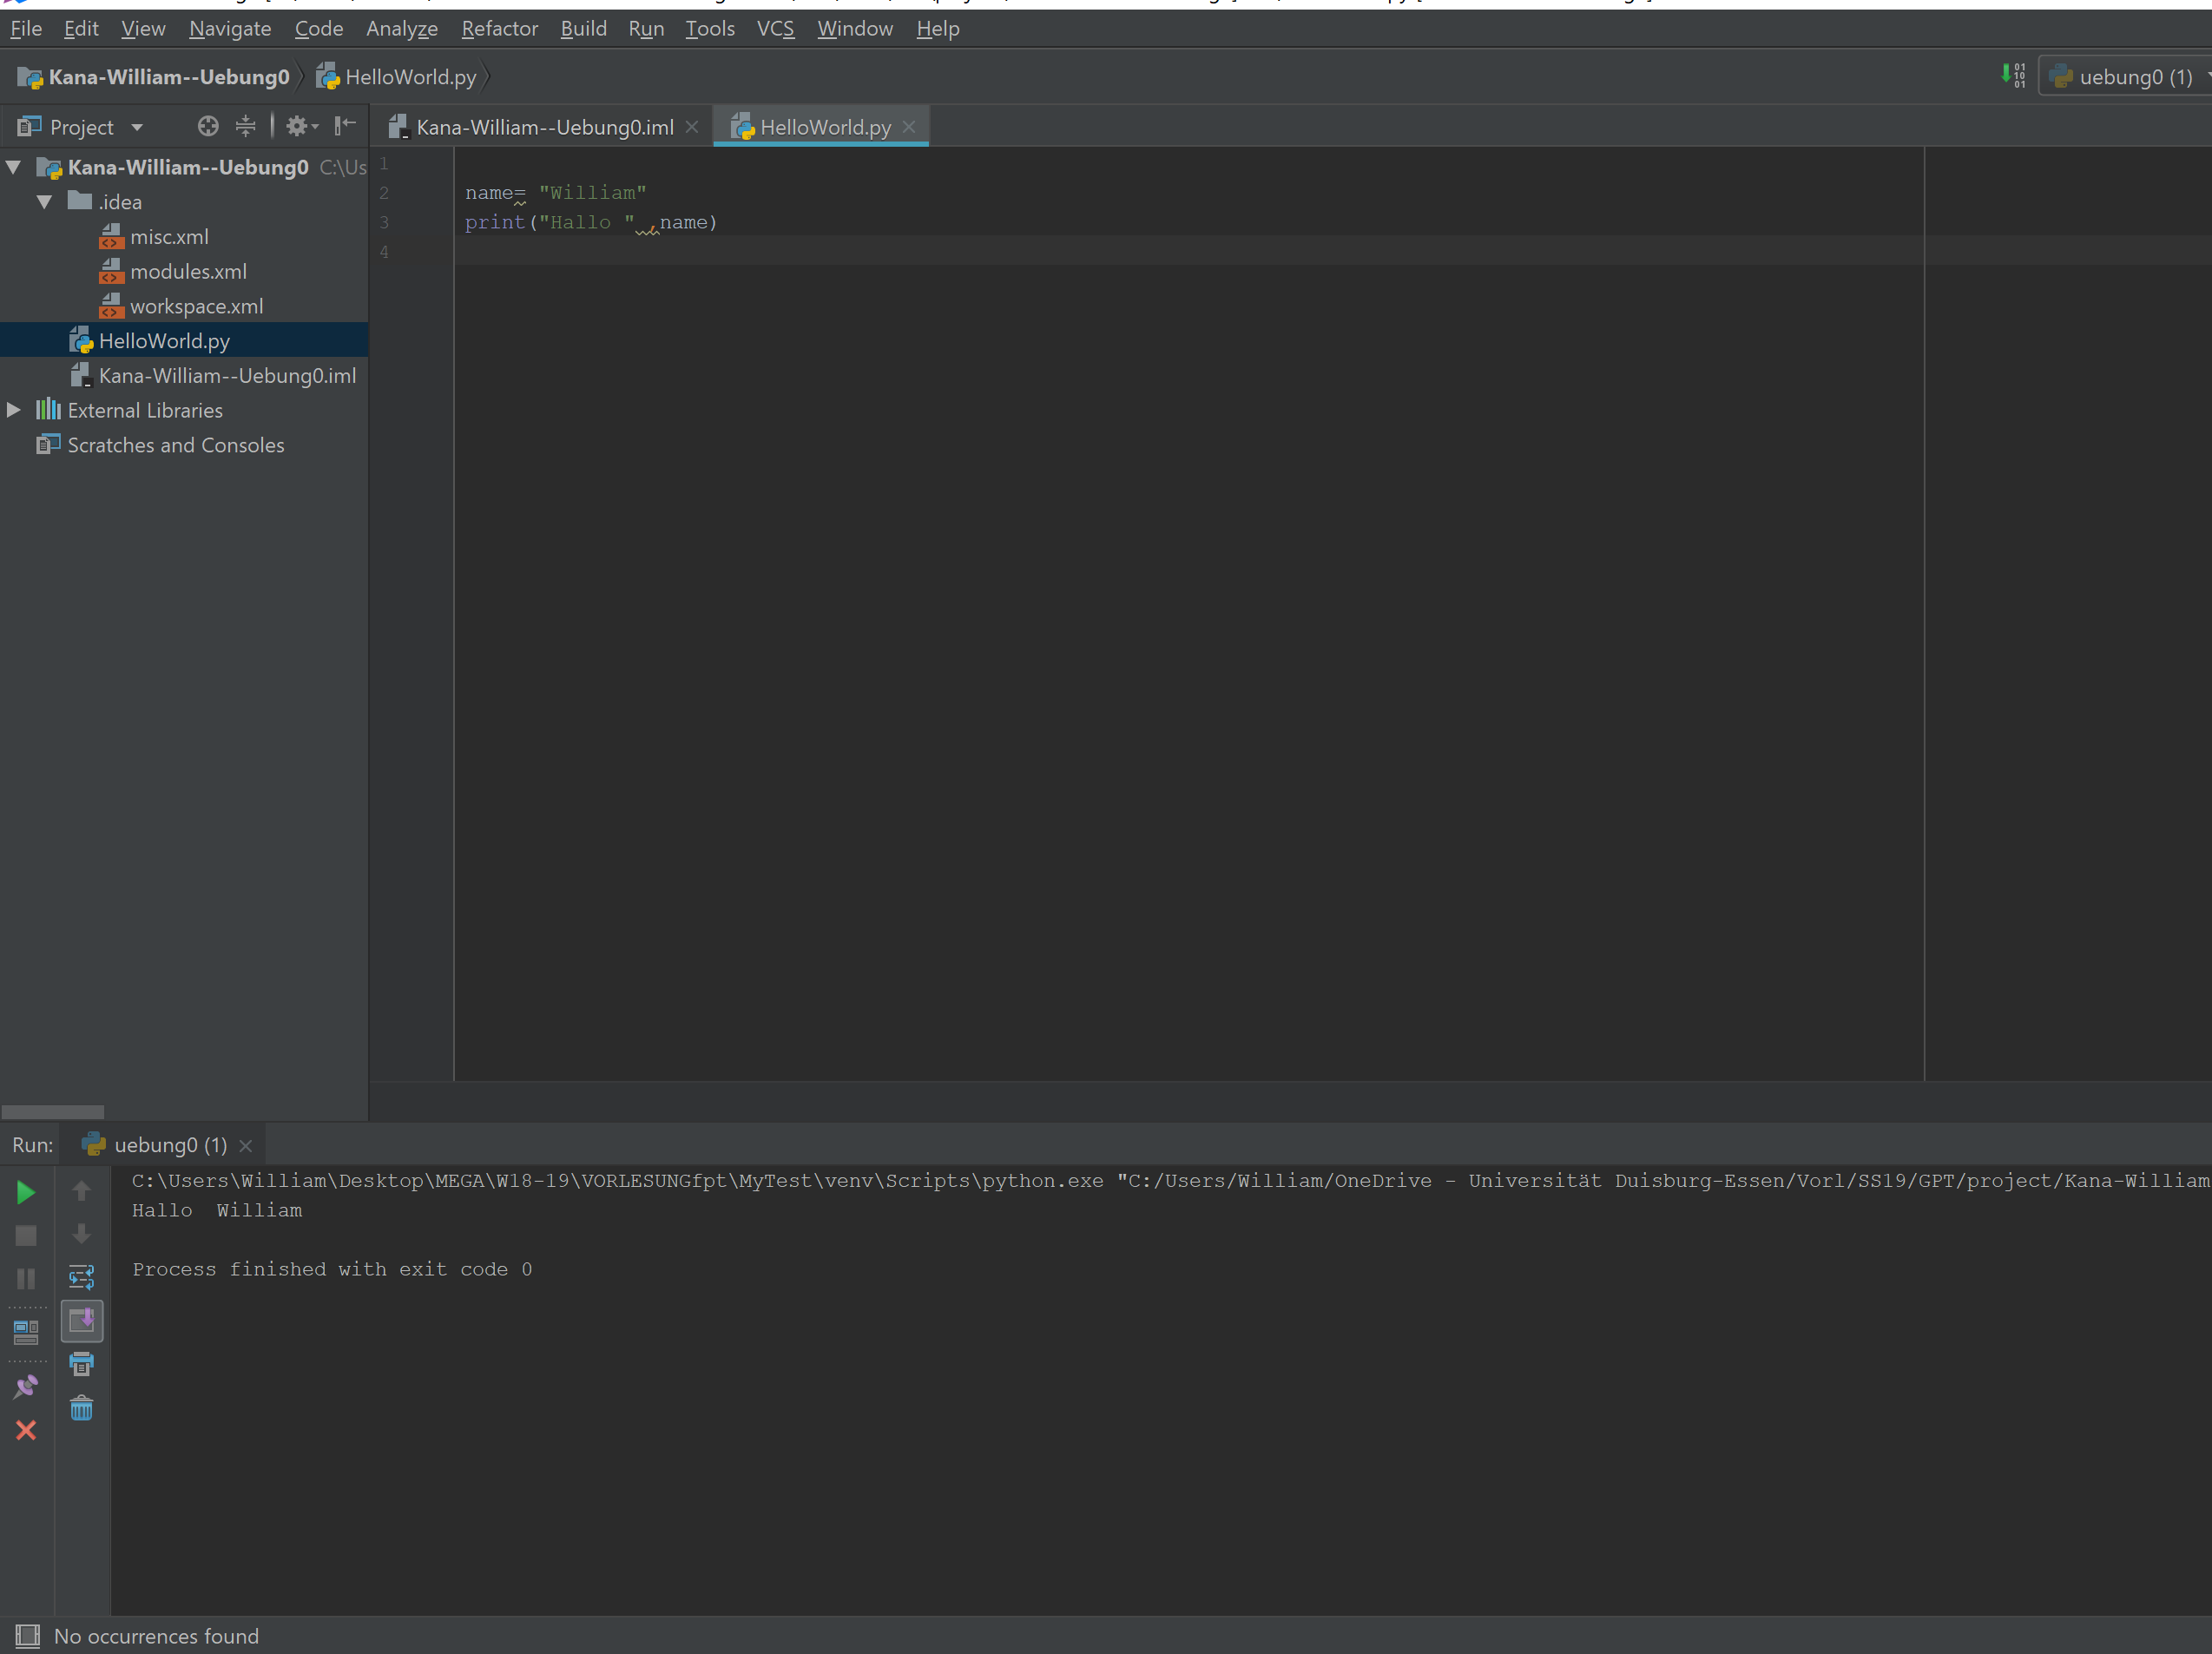 File Edit View Navigate Code Analyze Refactor Build Run Tools VCS Window Help
Kana-William--Uebung0 HelloWorld.py
uebung0 (1)
Project
Kana-William--Uebung0.iml
HelloWorld.py
Kana-William--Uebung0 C:\Us
.idea
misc.xml
modules.xml
workspace.xml
HelloWorld.py
Kana-William--Uebung0.iml
External Libraries
Scratches and Consoles
1
2 name= "William"
3 print("Hallo " ,name)
4
Run: uebung0 (1)
C:\Users\William\Desktop\MEGA\W18-19\VORLESUNGfpt\MyTest\venv\Scripts\python.exe "C:/Users/William/OneDrive - Universität Duisburg-Essen/Vorl/SS19/GPT/project/Kana-William
Hallo  William
Process finished with exit code 0
No occurrences found